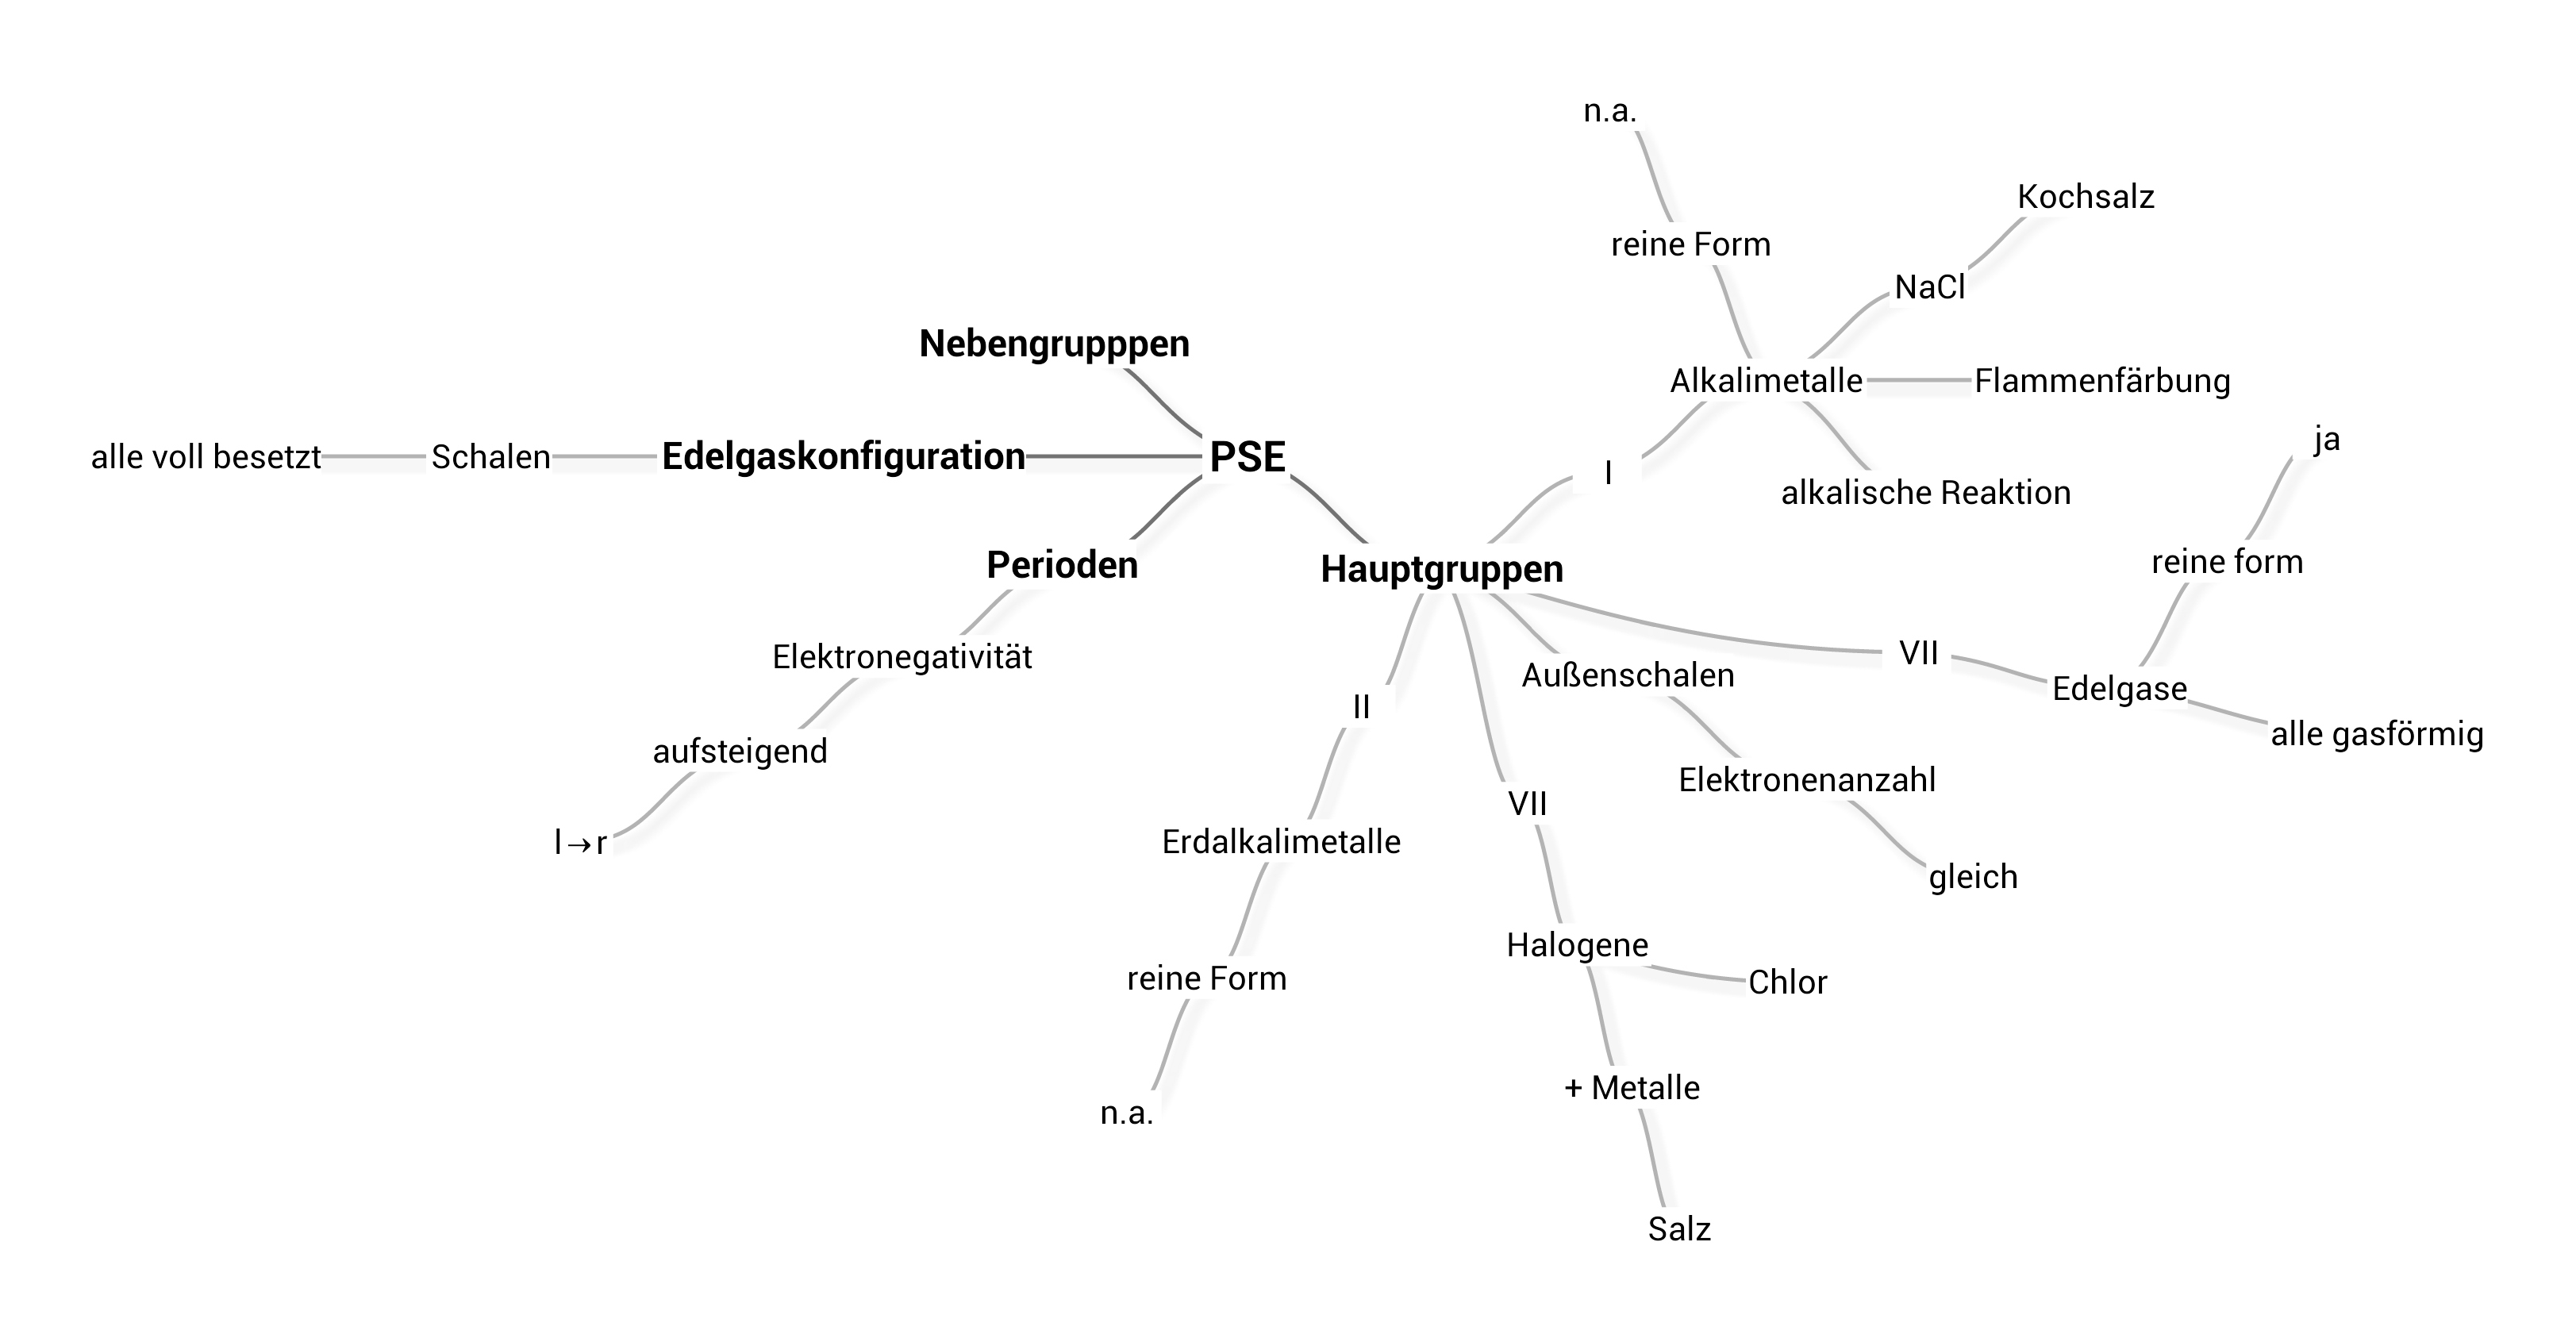 PSE
Nebengrupppen
Edelgaskonfiguration
Schalen
alle voll besetzt
Perioden
Elektronegativität
aufsteigend
l→r
Hauptgruppen
I
Alkalimetalle
reine Form
n.a.
NaCl
Kochsalz
Flammenfärbung
alkalische Reaktion
VII
Edelgase
reine form
ja
alle gasförmig
Außenschalen
Elektronenanzahl
gleich
VII
Halogene
Chlor
+ Metalle
Salz
II
Erdalkalimetalle
reine Form
n.a.